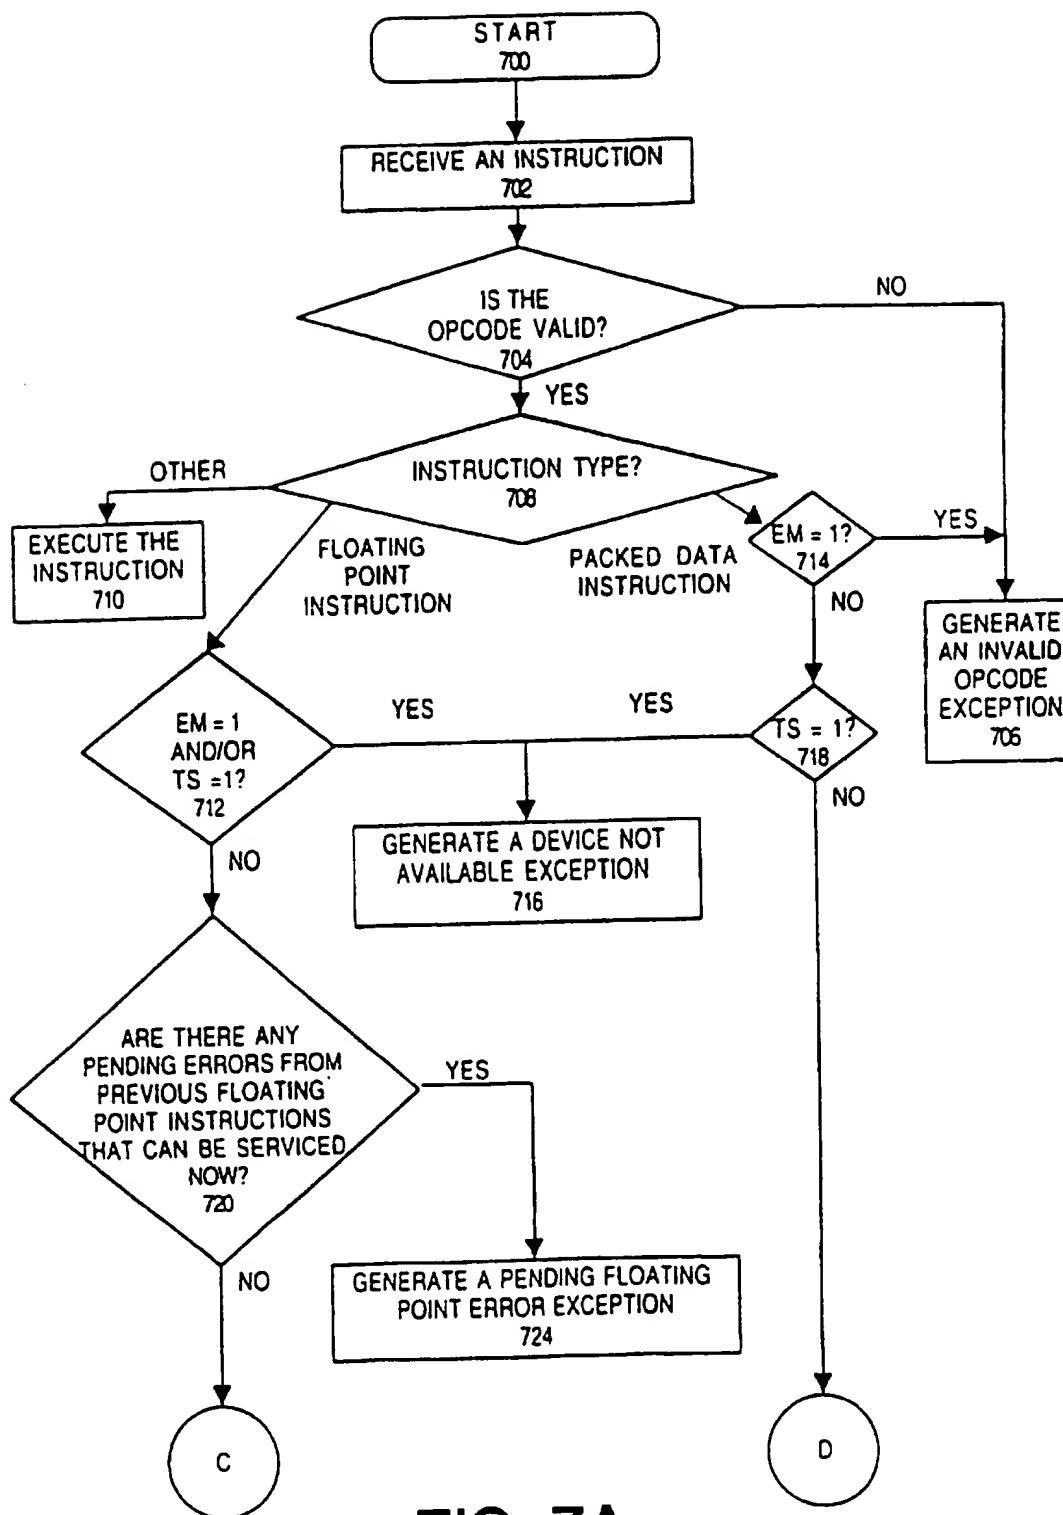 START
700
RECEIVE AN INSTRUCTION
702
IS THE
OPCODE VALID?
704
NO
YES
INSTRUCTION TYPE?
708
OTHER
EXECUTE THE
INSTRUCTION
710
FLOATING
POINT
INSTRUCTION
PACKED DATA
INSTRUCTION
EM = 1?
714
YES
NO
GENERATE
AN INVALID
OPCODE
EXCEPTION
706
EM = 1
AND/OR
TS =1?
712
YES
YES
TS = 1?
718
NO
NO
GENERATE A DEVICE NOT
AVAILABLE EXCEPTION
716
ARE THERE ANY
PENDING ERRORS FROM
PREVIOUS FLOATING
POINT INSTRUCTIONS
THAT CAN BE SERVICED
NOW?
720
YES
NO
GENERATE A PENDING FLOATING
POINT ERROR EXCEPTION
724
C
D
FIG. 7A